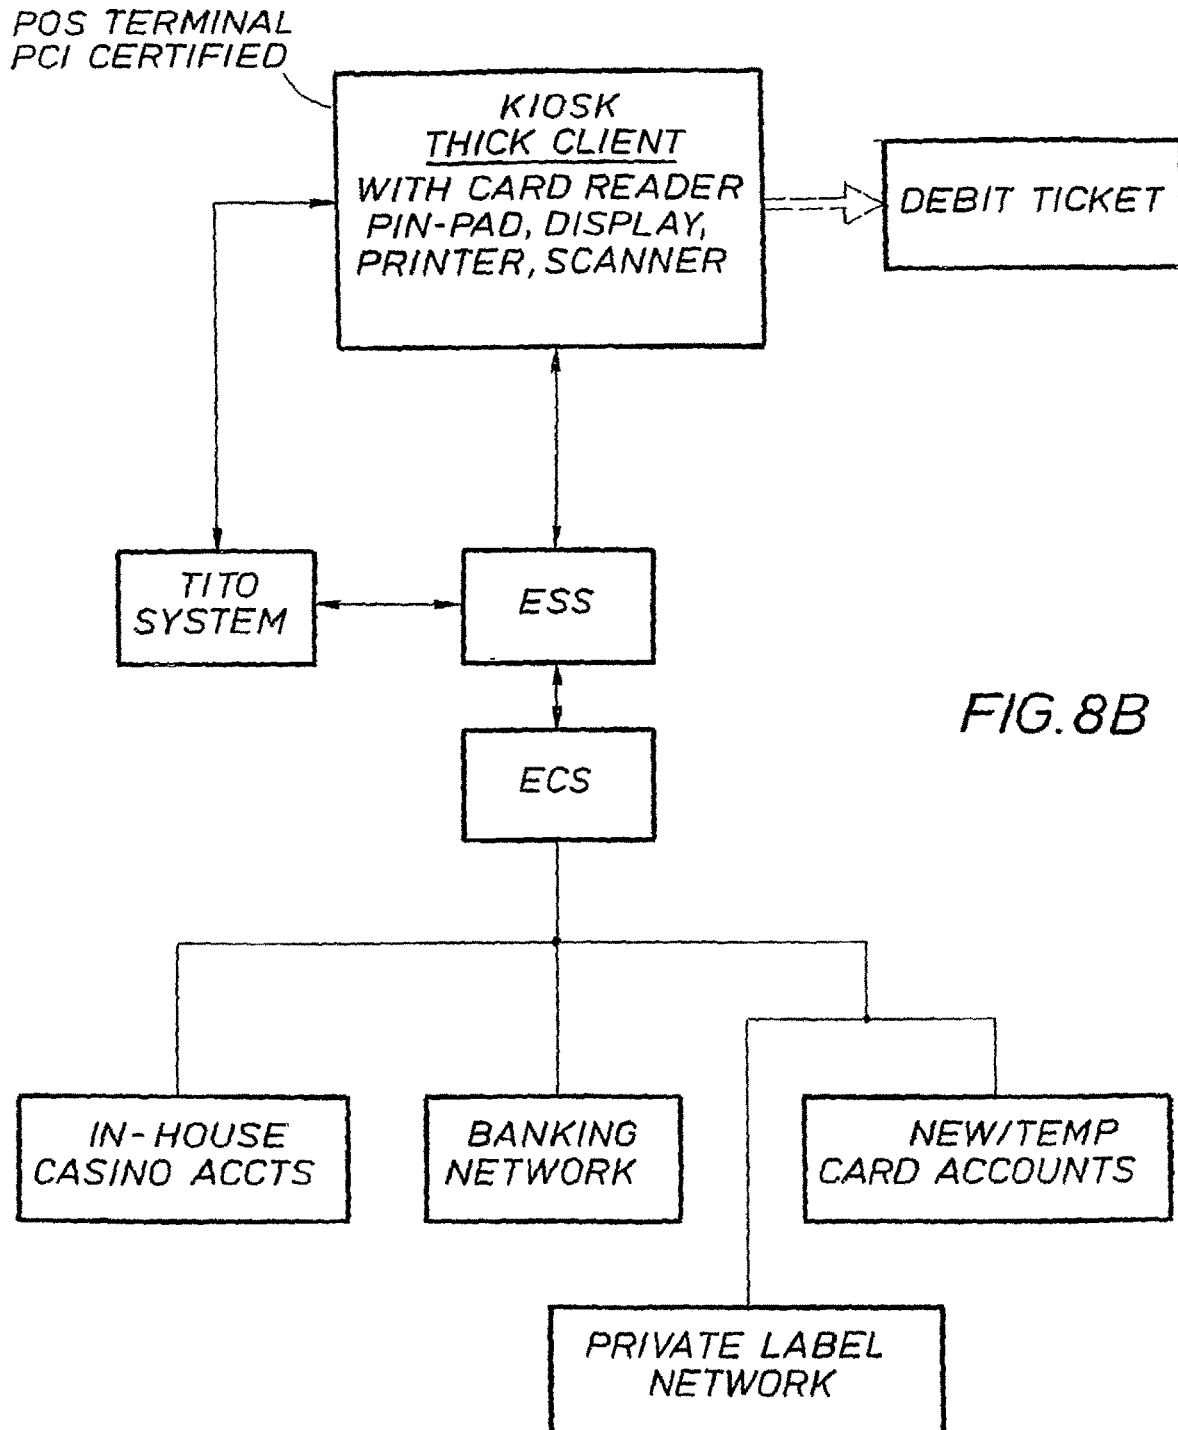 POS TERMINAL
PCI CERTIFIED
KIOSK
THICK CLIENT
WITH CARD READER
PIN-PAD, DISPLAY,
PRINTER, SCANNER
DEBIT TICKET
TITO
SYSTEM
ESS
FIG. 8B
ECS
IN-HOUSE
CASINO ACCTS
BANKING
NETWORK
NEW/TEMP
CARD ACCOUNTS
PRIVATE LABEL
NETWORK